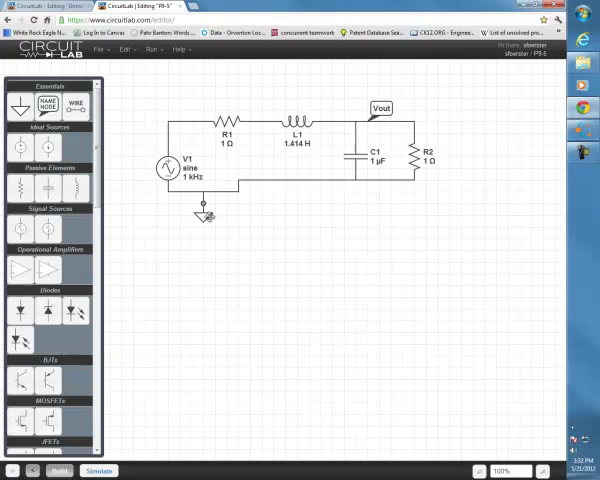 CircuitLab - Editing "Unnar
CircuitLab | Editing "P9-5"
https://www.circuitlab.com/editor/
White Rock Eagle N...
Log In to Canvas
Pato Banton: Words ...
Data - Orvonton Loc...
concurrent teamwork
Patent Database Sea...
CK12.ORG - Enginee...
List of unsolved pro...
CIRCUIT
LAB
File
Edit
Run
Help
Hi there, sfoerster
sfoerster / P9-5
Essentials
NAME
NODE
WIRE
Ideal Sources
Passive Elements
Signal Sources
Operational Amplifiers
Diodes
BJTs
MOSFETs
JFETs
Vout
R1
1 Ω
L1
1.414 H
C1
1 µF
R2
1 Ω
V1
sine
1 kHz
Build
Simulate
100%
3:32 PM
5/21/2012